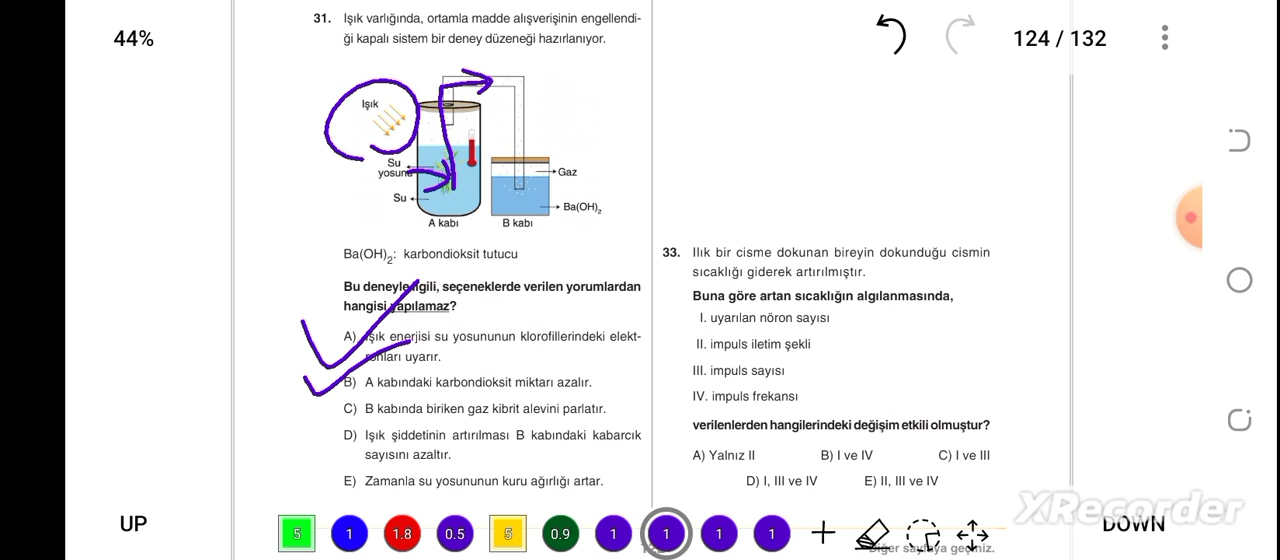 44%
124 / 132
31. Işık varlığında, ortamla madde alışverişinin engellendi-
ği kapalı sistem bir deney düzeneği hazırlanıyor.
Işık
Su
yosunu
Su
Gaz
Ba(OH)₂
A kabı
B kabı
Ba(OH)₂: karbondioksit tutucu
Bu deneyle ilgili, seçeneklerde verilen yorumlardan
hangisi yapılamaz?
A) Işık enerjisi su yosununun klorofillerindeki elekt-
ronları uyarır.
B) A kabındaki karbondioksit miktarı azalır.
C) B kabında biriken gaz kibrit alevini parlatır.
D) Işık şiddetinin artırılması B kabındaki kabarcık
sayısını azaltır.
E) Zamanla su yosununun kuru ağırlığı artar.
33. Ilık bir cisme dokunan bireyin dokunduğu cismin
sıcaklığı giderek artırılmıştır.
Buna göre artan sıcaklığın algılanmasında,
I. uyarılan nöron sayısı
II. impuls iletim şekli
III. impuls sayısı
IV. impuls frekansı
verilenlerden hangilerindeki değişim etkili olmuştur?
A) Yalnız II B) I ve IV C) I ve III
D) I, III ve IV E) II, III ve IV
UP
5 1 1.8 0.5 5 0.9 1 1 1 1
DOWN
XRecorder
Diğer sayfaya geçiniz.